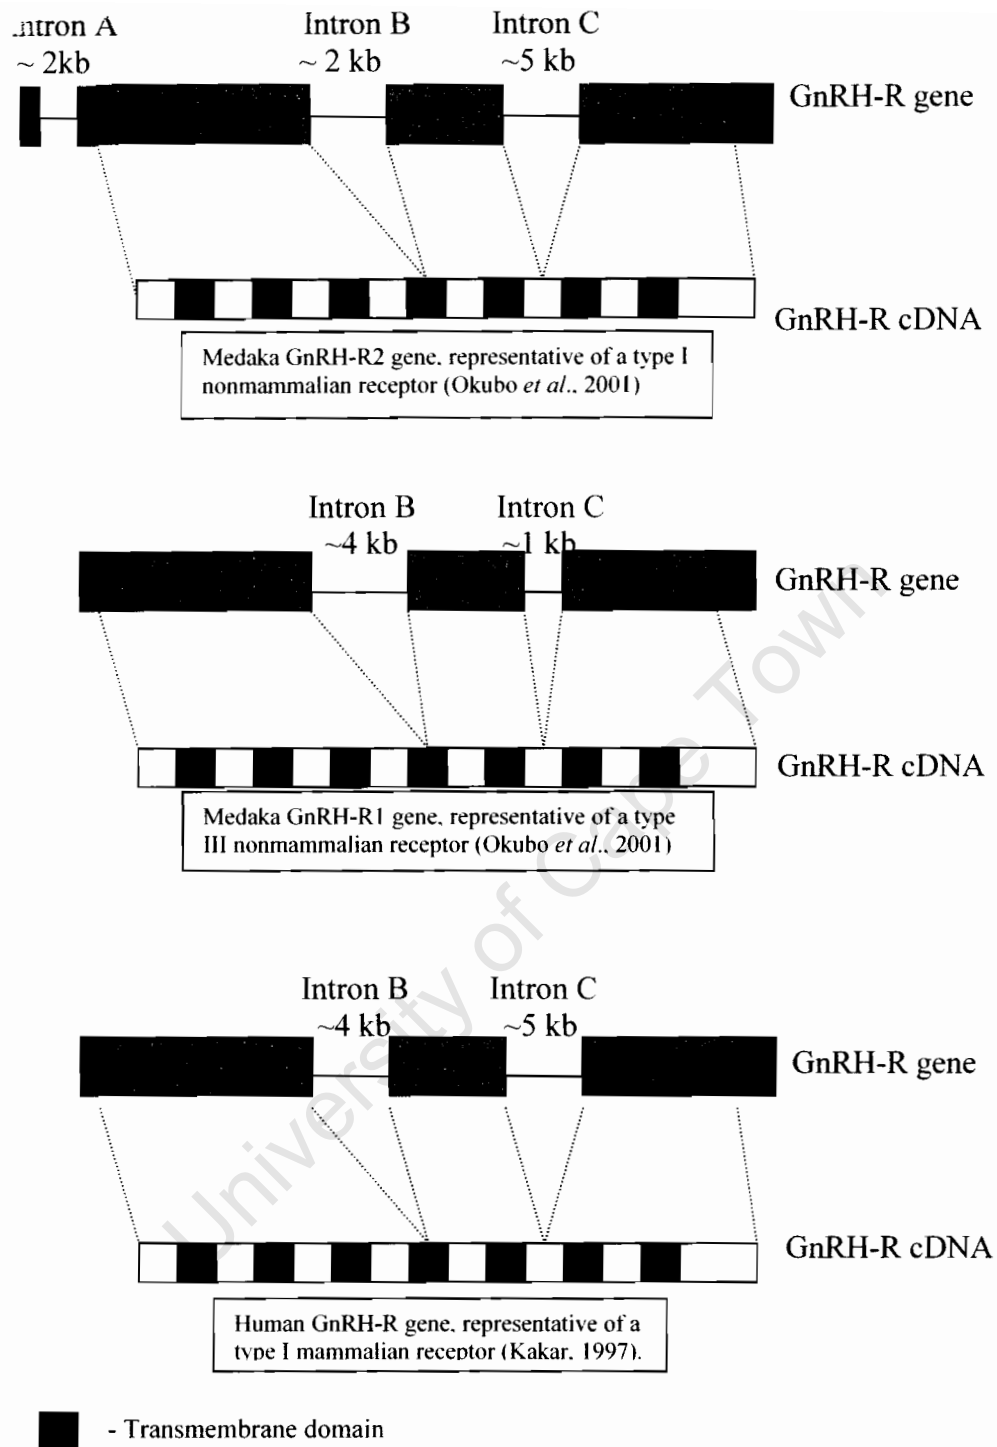 Intron A
~ 2kb
Intron B
~ 2 kb
Intron C
~5 kb
GnRH-R gene
GnRH-R cDNA
Medaka GnRH-R2 gene, representative of a type I
nonmammalian receptor (Okubo et al., 2001)
Intron B
~4 kb
Intron C
~1 kb
GnRH-R gene
GnRH-R cDNA
Medaka GnRH-R1 gene, representative of a type
III nonmammalian receptor (Okubo et al., 2001)
Intron B
~4 kb
Intron C
~5 kb
GnRH-R gene
GnRH-R cDNA
Human GnRH-R gene, representative of a
type I mammalian receptor (Kakar, 1997).
- Transmembrane domain
University of Cape Town